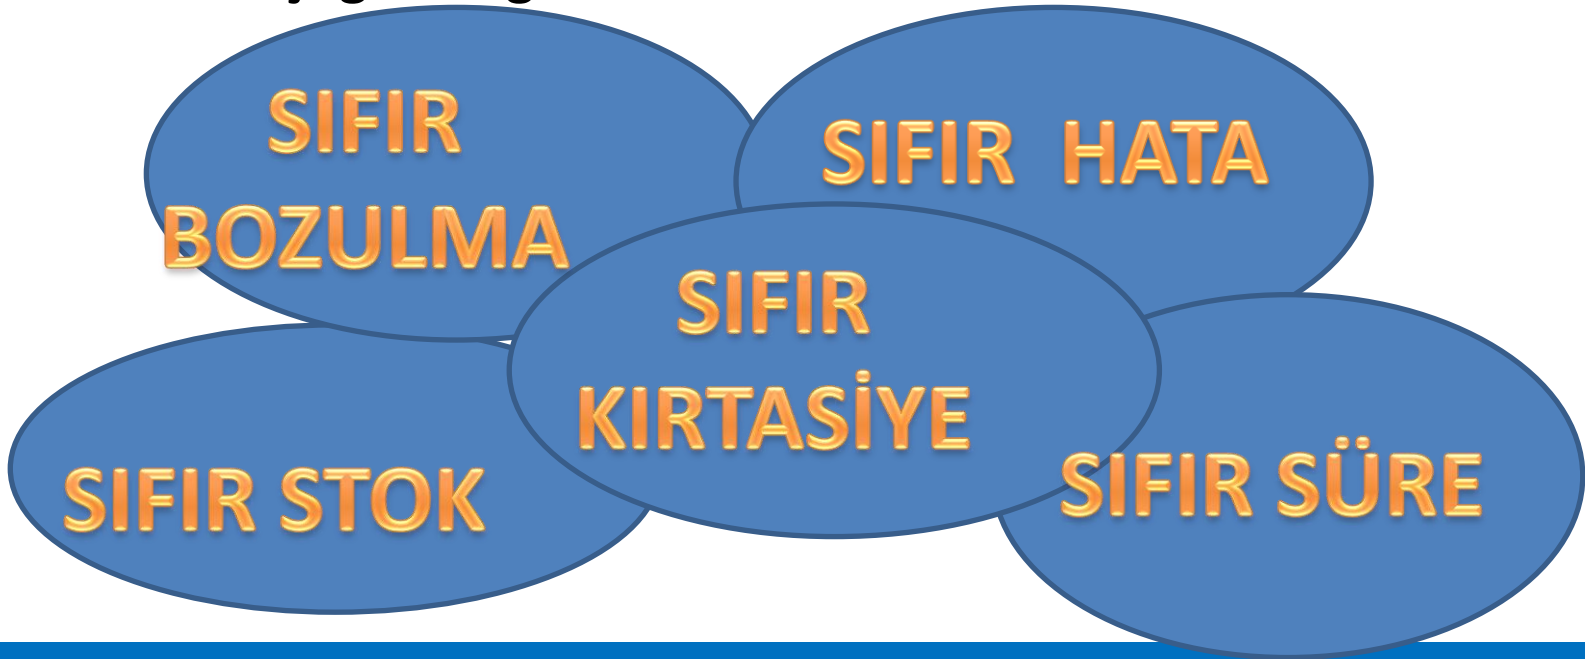 SIFIR
BOZULMA
SIFIR HATA
SIFIR
KIRTASİYE
SIFIR STOK
SIFIR SÜRE